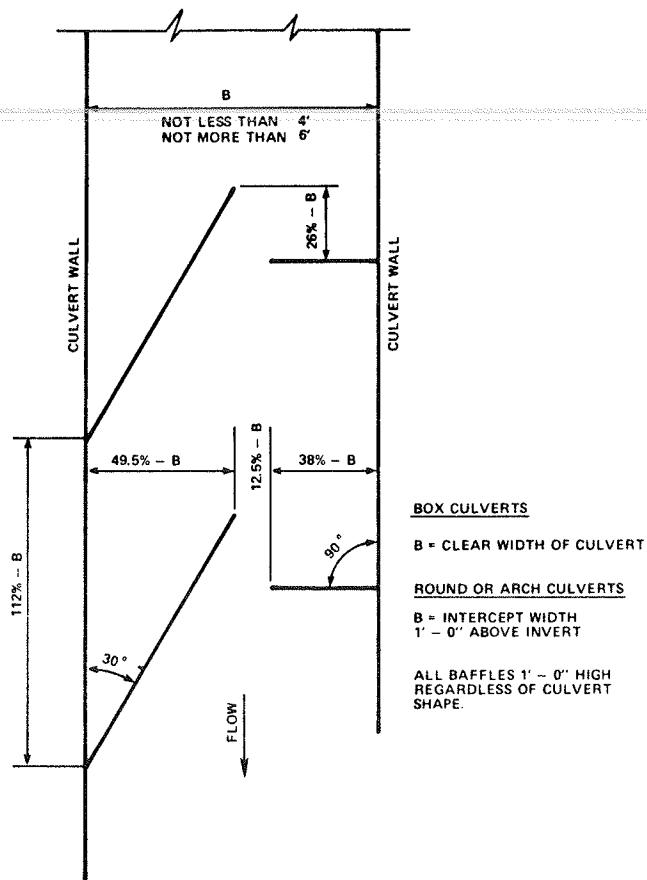 B
NOT LESS THAN 4'
NOT MORE THAN 6'
26% – B
CULVERT WALL
CULVERT WALL
49.5% – B
12.5% – B
38% – B
112% – B
90°
30°
FLOW
BOX CULVERTS
B = CLEAR WIDTH OF CULVERT
ROUND OR ARCH CULVERTS
B = INTERCEPT WIDTH
1' – 0" ABOVE INVERT
ALL BAFFLES 1' – 0" HIGH
REGARDLESS OF CULVERT
SHAPE.